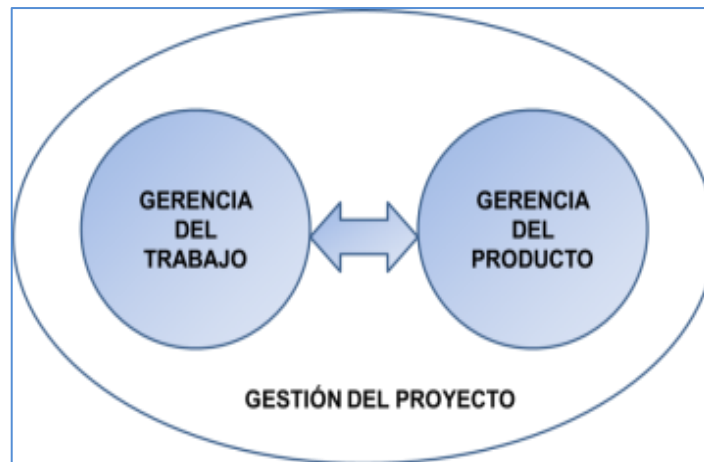 GERENCIA
DEL
TRABAJO
GERENCIA
DEL
PRODUCTO
GESTIÓN DEL PROYECTO